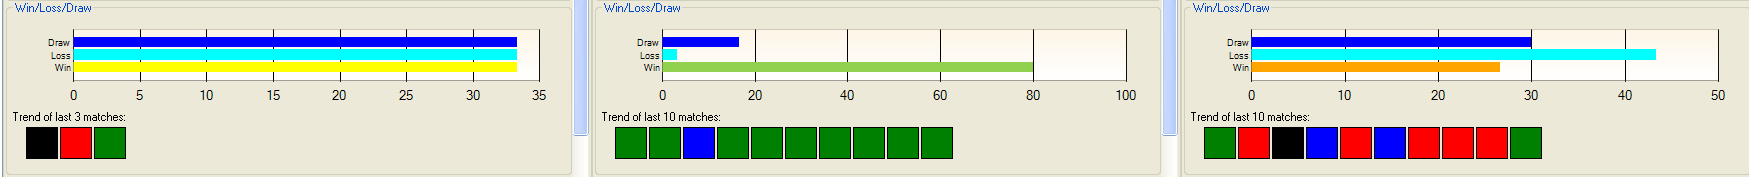 Win/Loss/Draw
Draw
Loss
Win
0 5 10 15 20 25 30 35
Trend of last 3 matches:
Win/Loss/Draw
Draw
Loss
Win
0 20 40 60 80 100
Trend of last 10 matches:
Win/Loss/Draw
Draw
Loss
Win
0 10 20 30 40 50
Trend of last 10 matches: